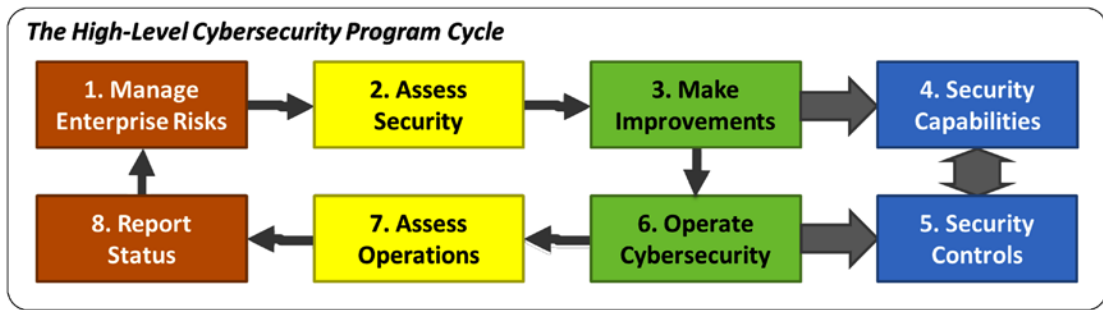 The High-Level Cybersecurity Program Cycle
1. Manage
Enterprise Risks
2. Assess
Security
3. Make
Improvements
4. Security
Capabilities
8. Report
Status
7. Assess
Operations
6. Operate
Cybersecurity
5. Security
Controls